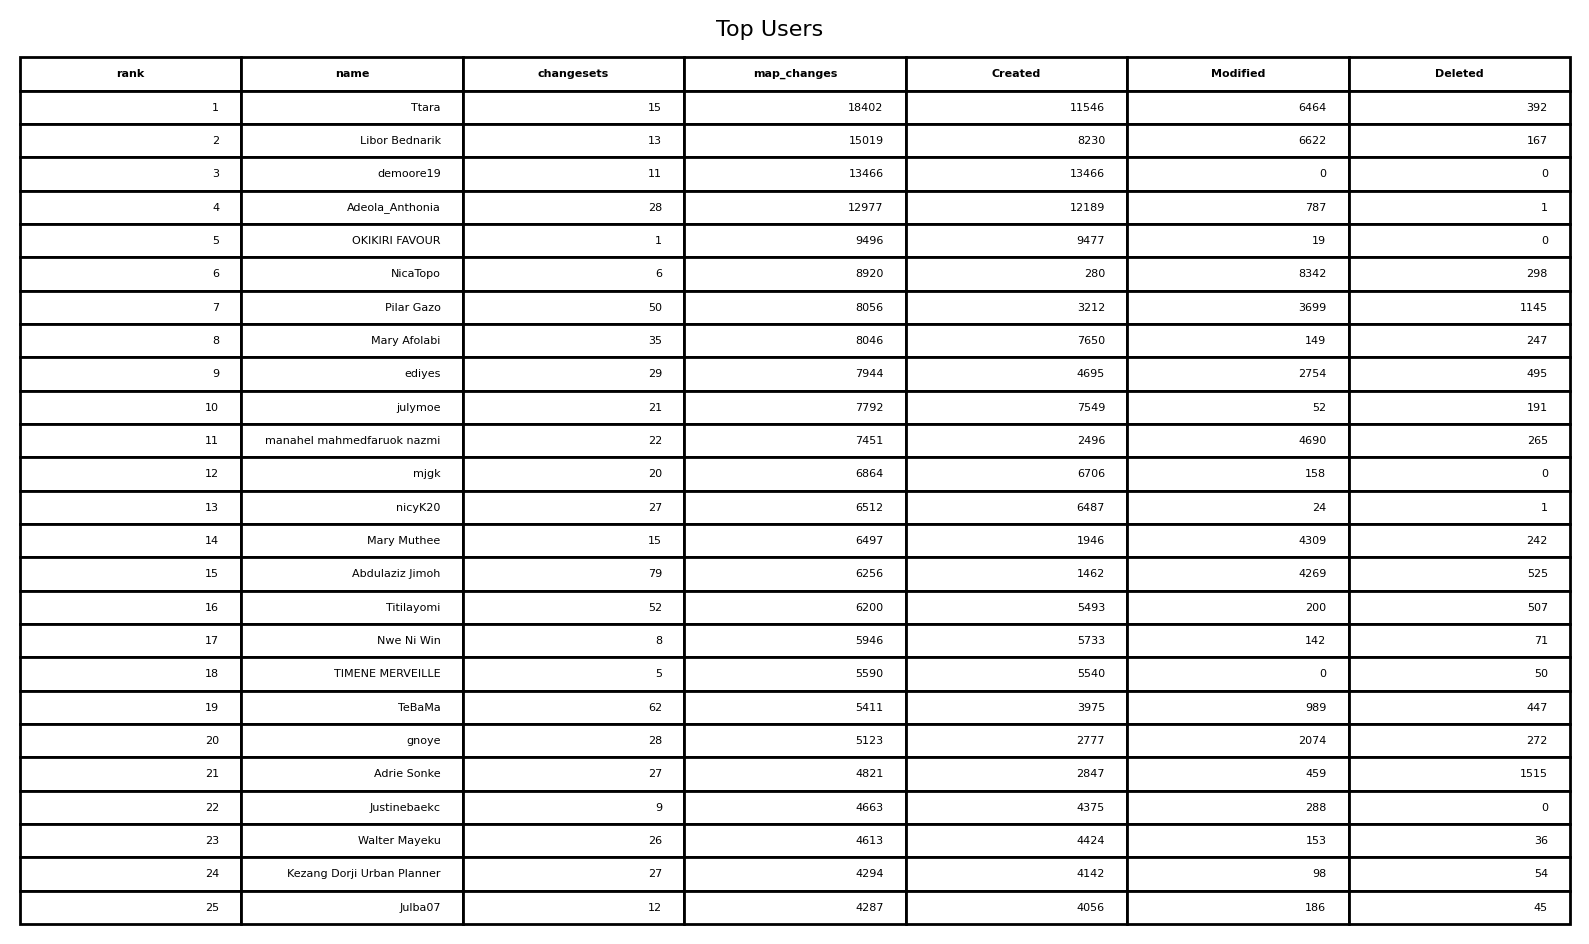 Top Users
rank name changesets map_changes Created Modified Deleted
1 Ttara 15 18402 11546 6464 392
2 Libor Bednarik 13 15019 8230 6622 167
3 demoore19 11 13466 13466 0 0
4 Adeola_Anthonia 28 12977 12189 787 1
5 OKIKIRI FAVOUR 1 9496 9477 19 0
6 NicaTopo 6 8920 280 8342 298
7 Pilar Gazo 50 8056 3212 3699 1145
8 Mary Afolabi 35 8046 7650 149 247
9 ediyes 29 7944 4695 2754 495
10 julymoe 21 7792 7549 52 191
11 manahel mahmedfaruok nazmi 22 7451 2496 4690 265
12 mjgk 20 6864 6706 158 0
13 nicyK20 27 6512 6487 24 1
14 Mary Muthee 15 6497 1946 4309 242
15 Abdulaziz Jimoh 79 6256 1462 4269 525
16 Titilayomi 52 6200 5493 200 507
17 Nwe Ni Win 8 5946 5733 142 71
18 TIMENE MERVEILLE 5 5590 5540 0 50
19 TeBaMa 62 5411 3975 989 447
20 gnoye 28 5123 2777 2074 272
21 Adrie Sonke 27 4821 2847 459 1515
22 Justinebaekc 9 4663 4375 288 0
23 Walter Mayeku 26 4613 4424 153 36
24 Kezang Dorji Urban Planner 27 4294 4142 98 54
25 Julba07 12 4287 4056 186 45